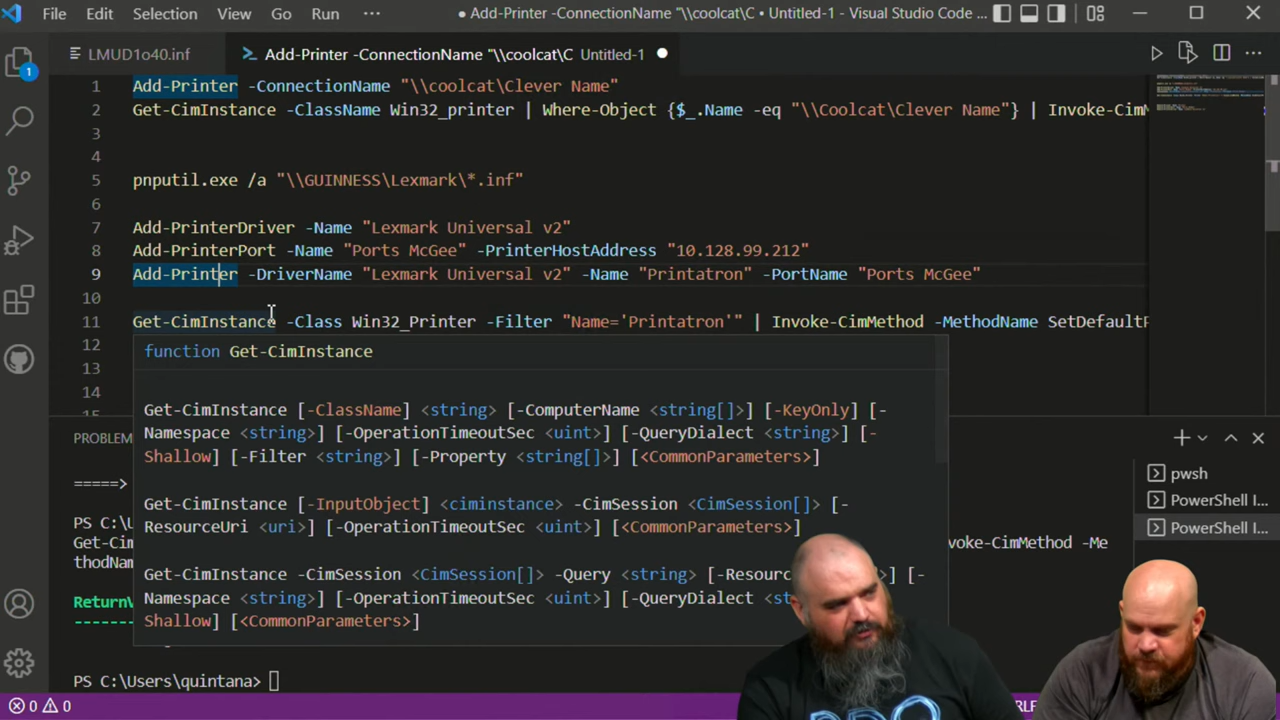 File Edit Selection View Go Run ··· ● Add-Printer -ConnectionName "\\coolcat\C • Untitled-1 - Visual Studio Code ...
LMUD1o40.inf Add-Printer -ConnectionName "\\coolcat\C Untitled-1 ●
1 Add-Printer -ConnectionName "\\coolcat\Clever Name"
2 Get-CimInstance -ClassName Win32_printer | Where-Object {$_.Name -eq "\\Coolcat\Clever Name"} | Invoke-CimM
3
4
5 pnputil.exe /a "\\GUINNESS\Lexmark\*.inf"
7 Add-PrinterDriver -Name "Lexmark Universal v2"
8 Add-PrinterPort -Name "Ports McGee" -PrinterHostAddress "10.128.99.212"
9 Add-Printer -DriverName "Lexmark Universal v2" -Name "Printatron" -PortName "Ports McGee"
10
11 Get-CimInstance -Class Win32_Printer -Filter "Name='Printatron'" | Invoke-CimMethod -MethodName SetDefaultP
12
13
14
15
function Get-CimInstance
Get-CimInstance [-ClassName] <string> [-ComputerName <string[]>] [-KeyOnly] [-
Namespace <string>] [-OperationTimeoutSec <uint>] [-QueryDialect <string>] [-
Shallow] [-Filter <string>] [-Property <string[]>] [<CommonParameters>]
Get-CimInstance [-InputObject] <ciminstance> -CimSession <CimSession[]> [-
ResourceUri <uri>] [-OperationTimeoutSec <uint>] [<CommonParameters>]
Get-CimInstance -CimSession <CimSession[]> -Query <string> [-Resourc
Namespace <string>] [-OperationTimeoutSec <uint>] [-QueryDialect <st
Shallow] [<CommonParameters>]
PROBLEM
=====>
PS C:\U
Get-Cim
voke-CimMethod -Me
thodNam
ReturnV
PS C:\Users\quintana>
pwsh
PowerShell I...
PowerShell I...
1
0 0